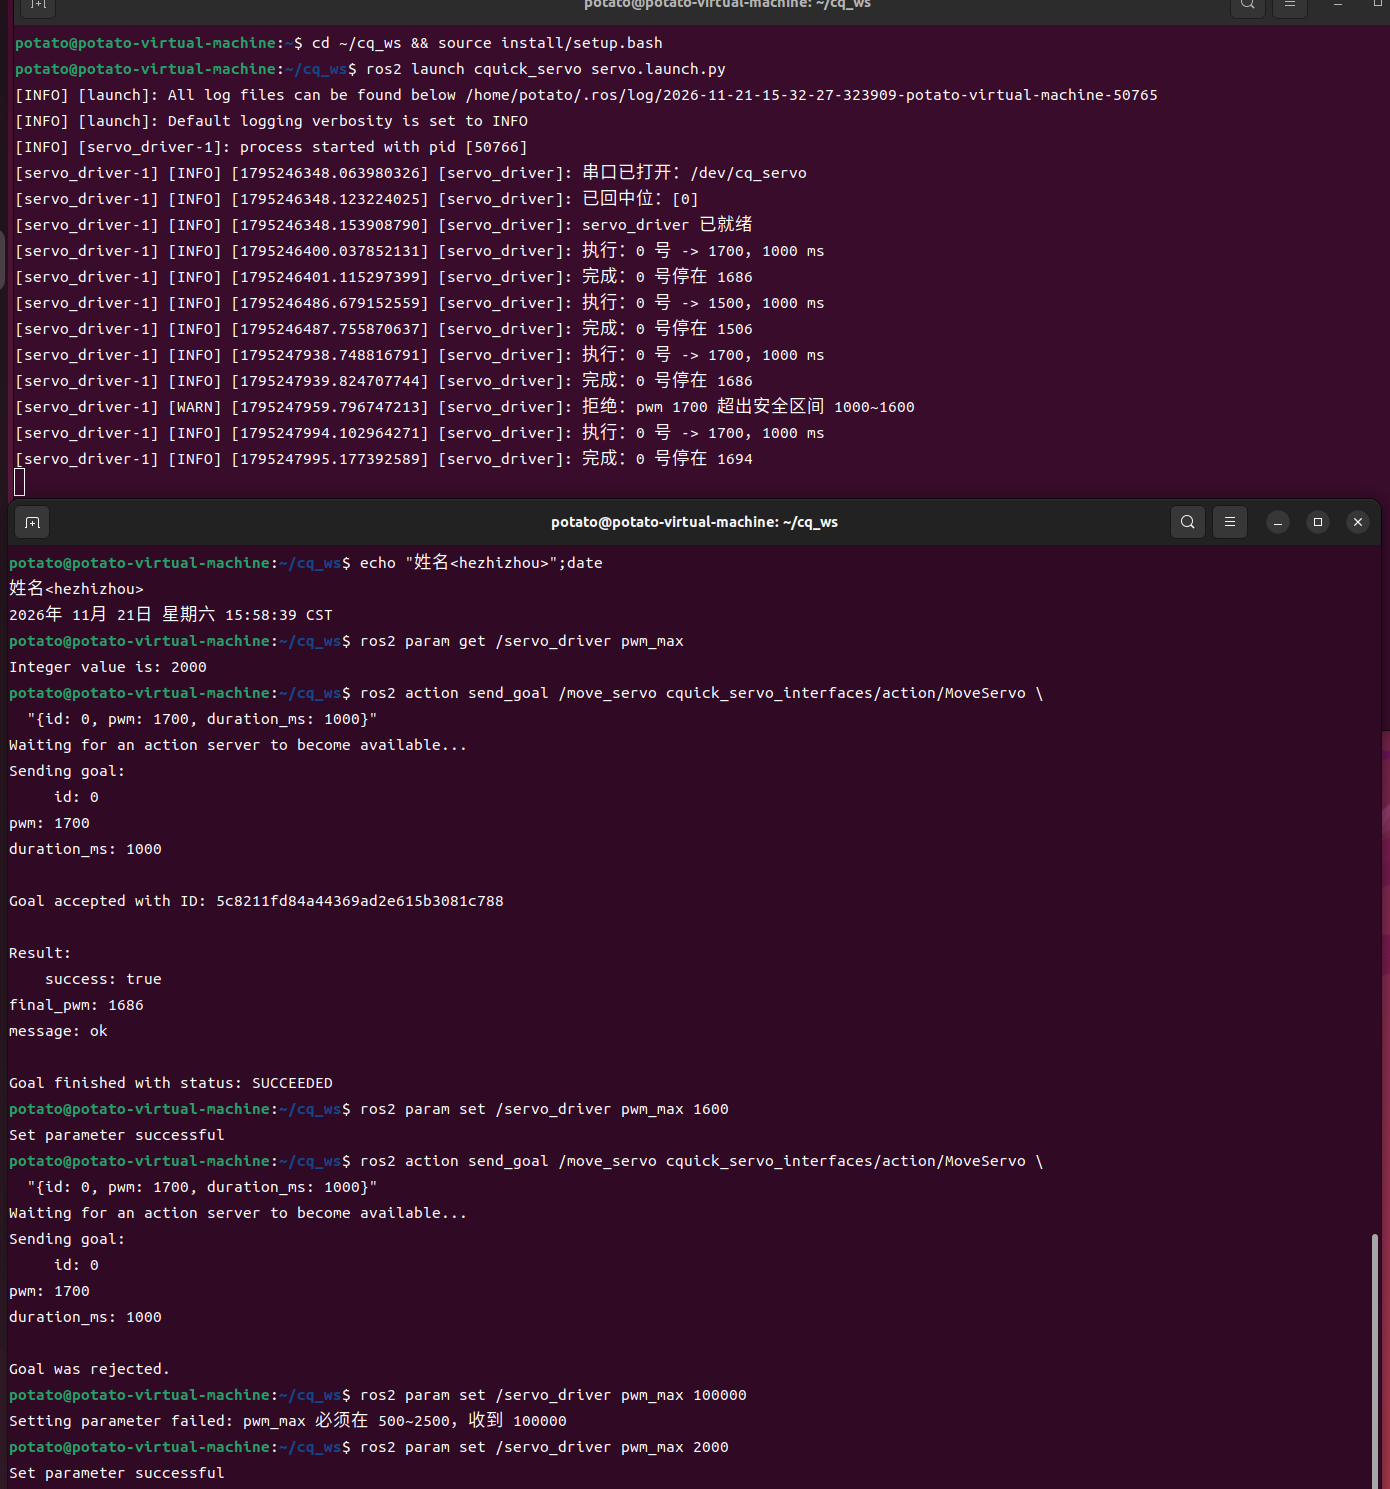 potato@potato-virtual-machine: ~/cq_ws
potato@potato-virtual-machine:~$ cd ~/cq_ws && source install/setup.bash
potato@potato-virtual-machine:~/cq_ws$ ros2 launch cquick_servo servo.launch.py
[INFO] [launch]: All log files can be found below /home/potato/.ros/log/2026-11-21-15-32-27-323909-potato-virtual-machine-50765
[INFO] [launch]: Default logging verbosity is set to INFO
[INFO] [servo_driver-1]: process started with pid [50766]
[servo_driver-1] [INFO] [1795246348.063980326] [servo_driver]: 串口已打开：/dev/cq_servo
[servo_driver-1] [INFO] [1795246348.123224025] [servo_driver]: 已回中位：[0]
[servo_driver-1] [INFO] [1795246348.153908790] [servo_driver]: servo_driver 已就绪
[servo_driver-1] [INFO] [1795246400.037852131] [servo_driver]: 执行：0 号 -> 1700，1000 ms
[servo_driver-1] [INFO] [1795246401.115297399] [servo_driver]: 完成：0 号停在 1686
[servo_driver-1] [INFO] [1795246486.679152559] [servo_driver]: 执行：0 号 -> 1500，1000 ms
[servo_driver-1] [INFO] [1795246487.755870637] [servo_driver]: 完成：0 号停在 1506
[servo_driver-1] [INFO] [1795247938.748816791] [servo_driver]: 执行：0 号 -> 1700，1000 ms
[servo_driver-1] [INFO] [1795247939.824707744] [servo_driver]: 完成：0 号停在 1686
[servo_driver-1] [WARN] [1795247959.796747213] [servo_driver]: 拒绝：pwm 1700 超出安全区间 1000~1600
[servo_driver-1] [INFO] [1795247994.102964271] [servo_driver]: 执行：0 号 -> 1700，1000 ms
[servo_driver-1] [INFO] [1795247995.177392589] [servo_driver]: 完成：0 号停在 1694
potato@potato-virtual-machine: ~/cq_ws
potato@potato-virtual-machine:~/cq_ws$ echo "姓名<hezhizhou>";date
姓名<hezhizhou>
2026年 11月 21日 星期六 15:58:39 CST
potato@potato-virtual-machine:~/cq_ws$ ros2 param get /servo_driver pwm_max
Integer value is: 2000
potato@potato-virtual-machine:~/cq_ws$ ros2 action send_goal /move_servo cquick_servo_interfaces/action/MoveServo \
"{id: 0, pwm: 1700, duration_ms: 1000}"
Waiting for an action server to become available...
Sending goal:
id: 0
pwm: 1700
duration_ms: 1000
Goal accepted with ID: 5c8211fd84a44369ad2e615b3081c788
Result:
success: true
final_pwm: 1686
message: ok
Goal finished with status: SUCCEEDED
potato@potato-virtual-machine:~/cq_ws$ ros2 param set /servo_driver pwm_max 1600
Set parameter successful
potato@potato-virtual-machine:~/cq_ws$ ros2 action send_goal /move_servo cquick_servo_interfaces/action/MoveServo \
"{id: 0, pwm: 1700, duration_ms: 1000}"
Waiting for an action server to become available...
Sending goal:
id: 0
pwm: 1700
duration_ms: 1000
Goal was rejected.
potato@potato-virtual-machine:~/cq_ws$ ros2 param set /servo_driver pwm_max 100000
Setting parameter failed: pwm_max 必须在 500~2500，收到 100000
potato@potato-virtual-machine:~/cq_ws$ ros2 param set /servo_driver pwm_max 2000
Set parameter successful